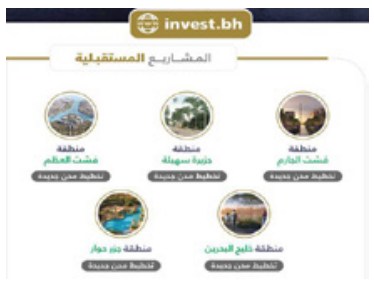 invest.bh
المشاريع المستقبلية
منطقة
فشت الجارم
تخطيط مدن جديدة
منطقة
جزيرة سهيلة
تخطيط مدن جديدة
منطقة
فشت العظم
تخطيط مدن جديدة
منطقة خليج البحرين
تخطيط مدن جديدة
منطقة جزر حوار
تخطيط مدن جديدة